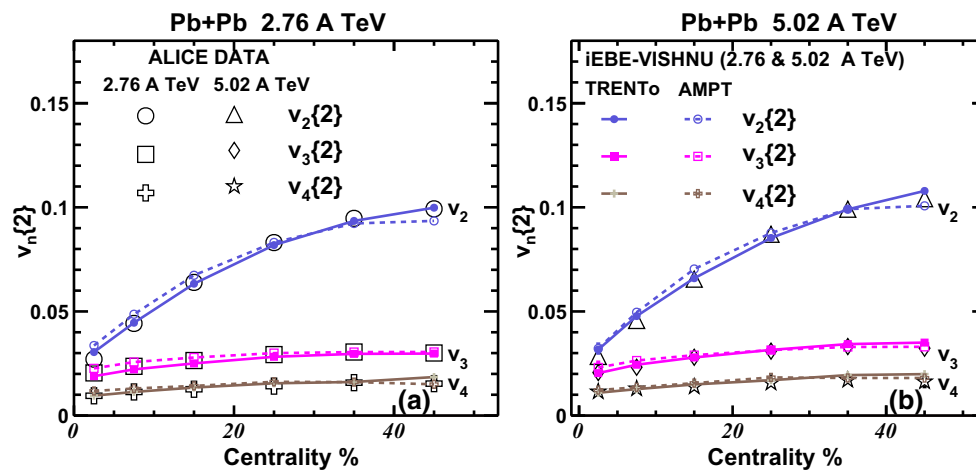 Pb+Pb 2.76 A TeV
ALICE DATA
2.76 A TeV 5.02 A TeV
v2{2}
v3{2}
v4{2}
v2
v3
v4
(a)
0.15
0.1
0.05
0
vn{2}
0 20 40
Centrality %
Pb+Pb 5.02 A TeV
iEBE-VISHNU (2.76 & 5.02 A TeV)
TRENTo AMPT
v2{2}
v3{2}
v4{2}
v2
v3
v4
(b)
0.15
0.1
0.05
0
vn{2}
0 20 40
Centrality %